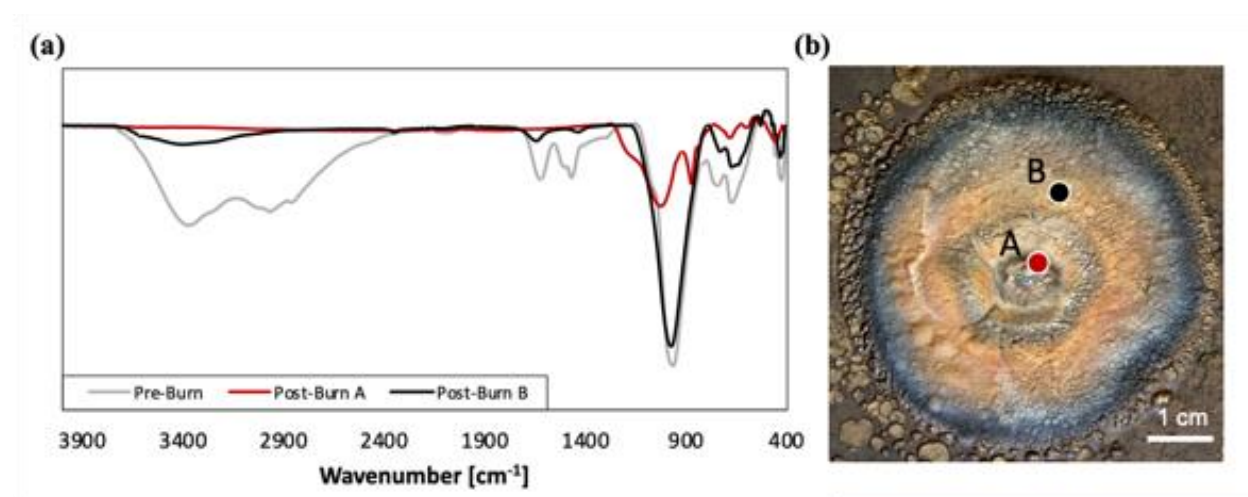 (a)
Pre-Burn Post-Burn A Post-Burn B
3900 3400 2900 2400 1900 1400 900 400
Wavenumber [cm⁻¹]
(b)
B
A
1 cm